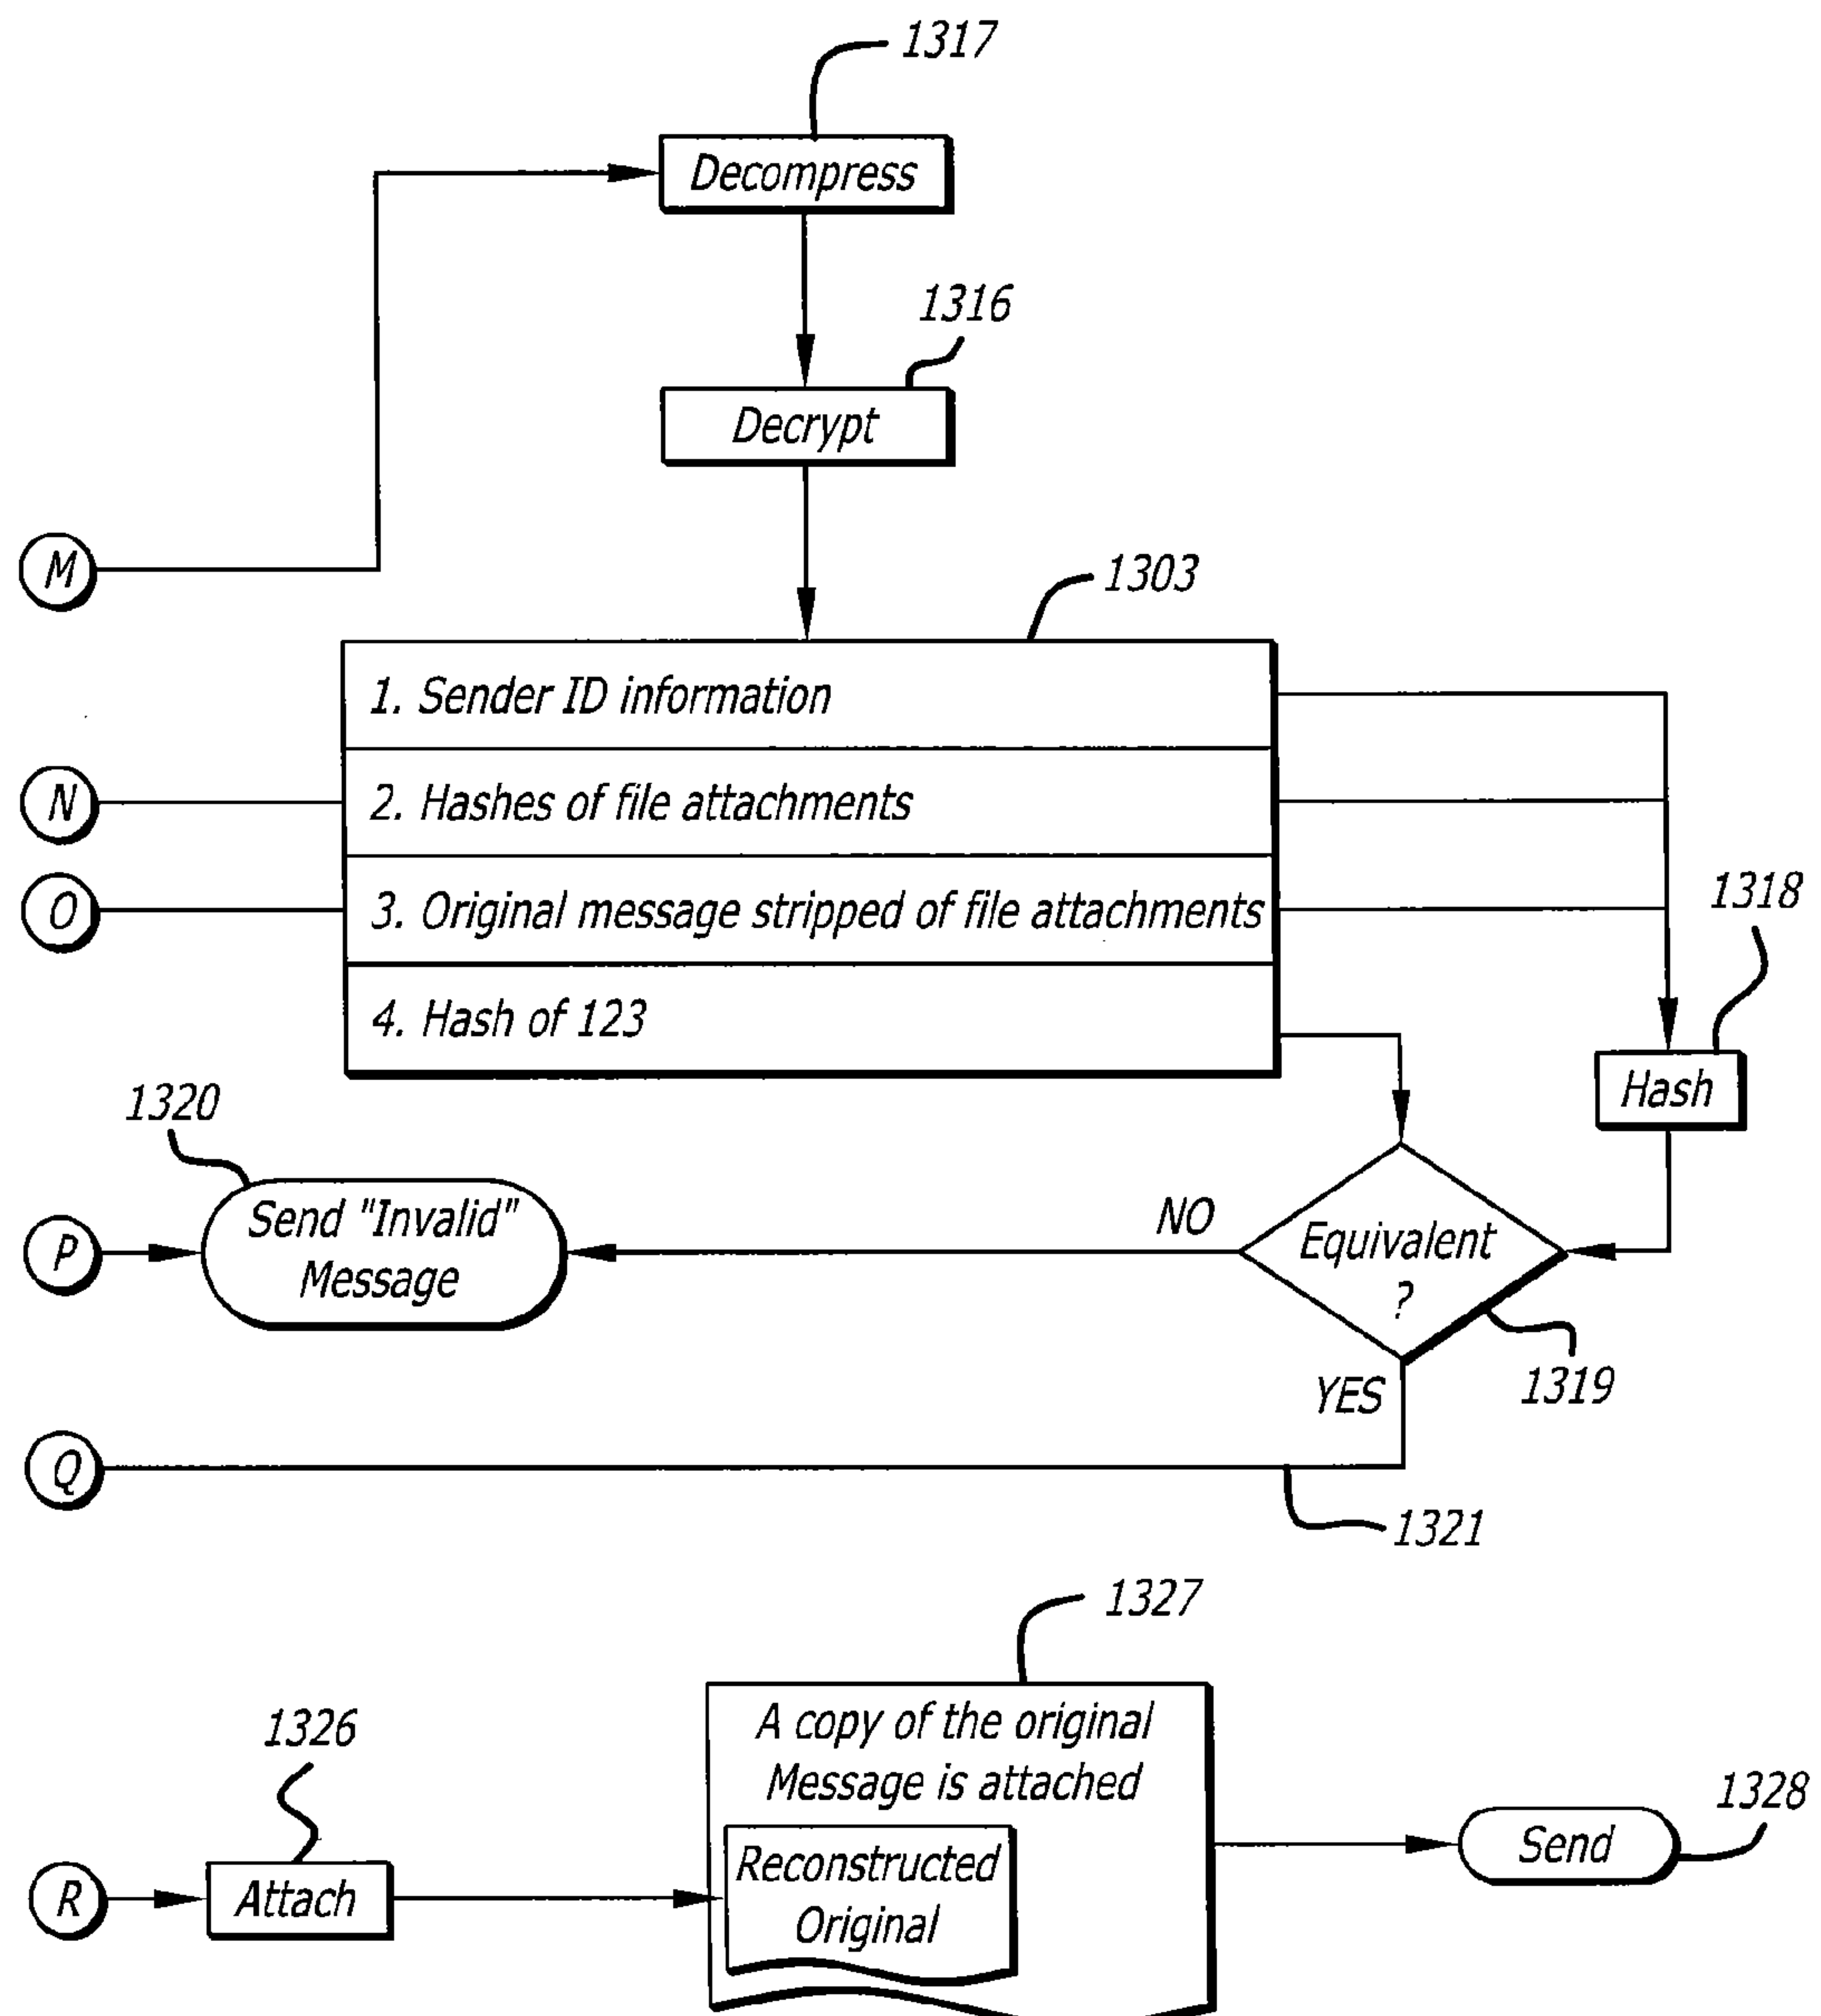 1317
Decompress
1316
Decrypt
M
1303
1. Sender ID information
N
2. Hashes of file attachments
O
3. Original message stripped of file attachments
1318
4. Hash of 123
Hash
1320
P
Send "Invalid"
Message
NO
Equivalent
?
1319
YES
Q
1321
1327
A copy of the original
Message is attached
1326
1328
Send
R
Attach
Reconstructed
Original